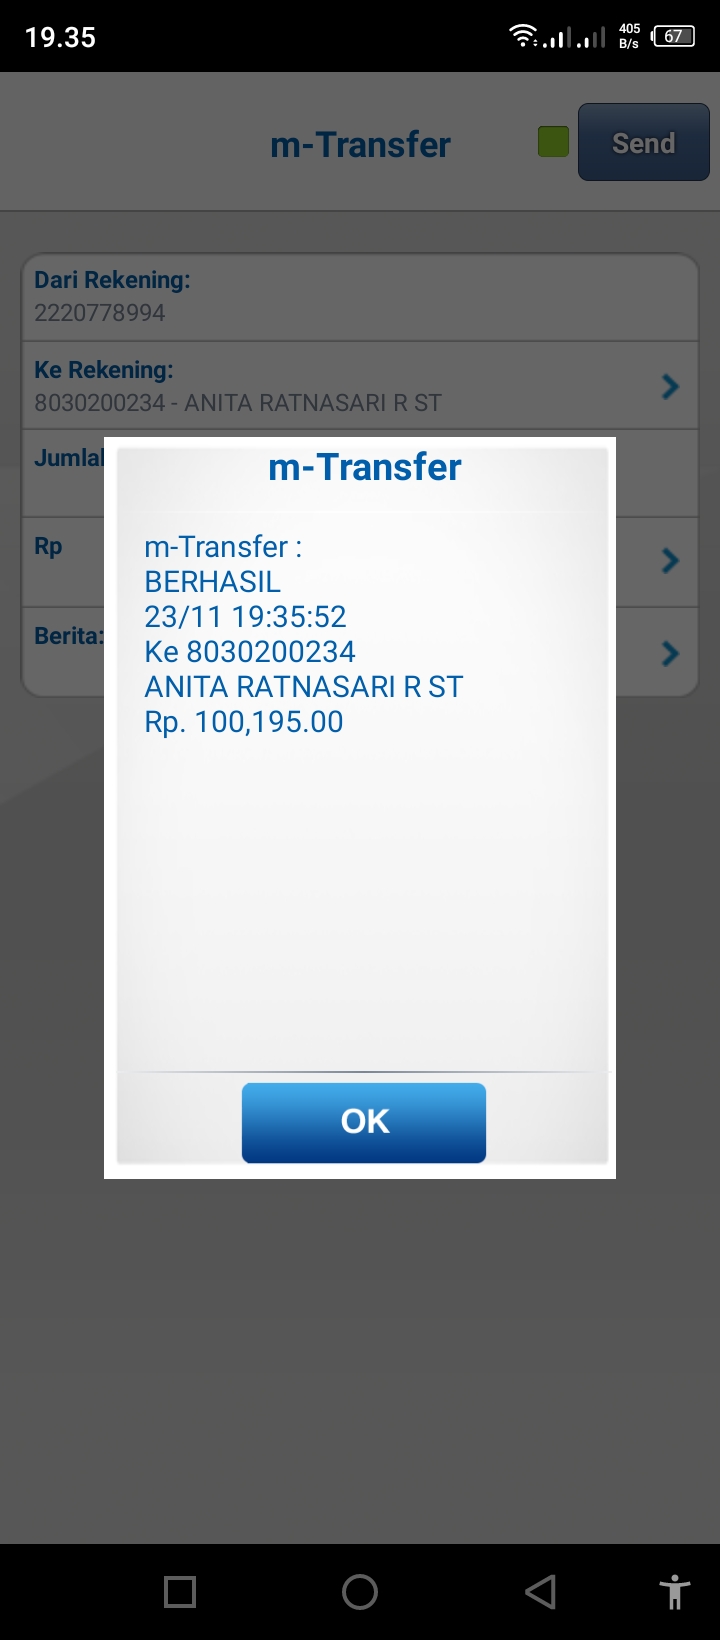 19.35
405
B/s
67
m-Transfer
Send
Dari Rekening:
2220778994
Ke Rekening:
8030200234 - ANITA RATNASARI R ST
Rp
Berita:
m-Transfer
m-Transfer :
BERHASIL
23/11 19:35:52
Ke 8030200234
ANITA RATNASARI R ST
Rp. 100,195.00
OK